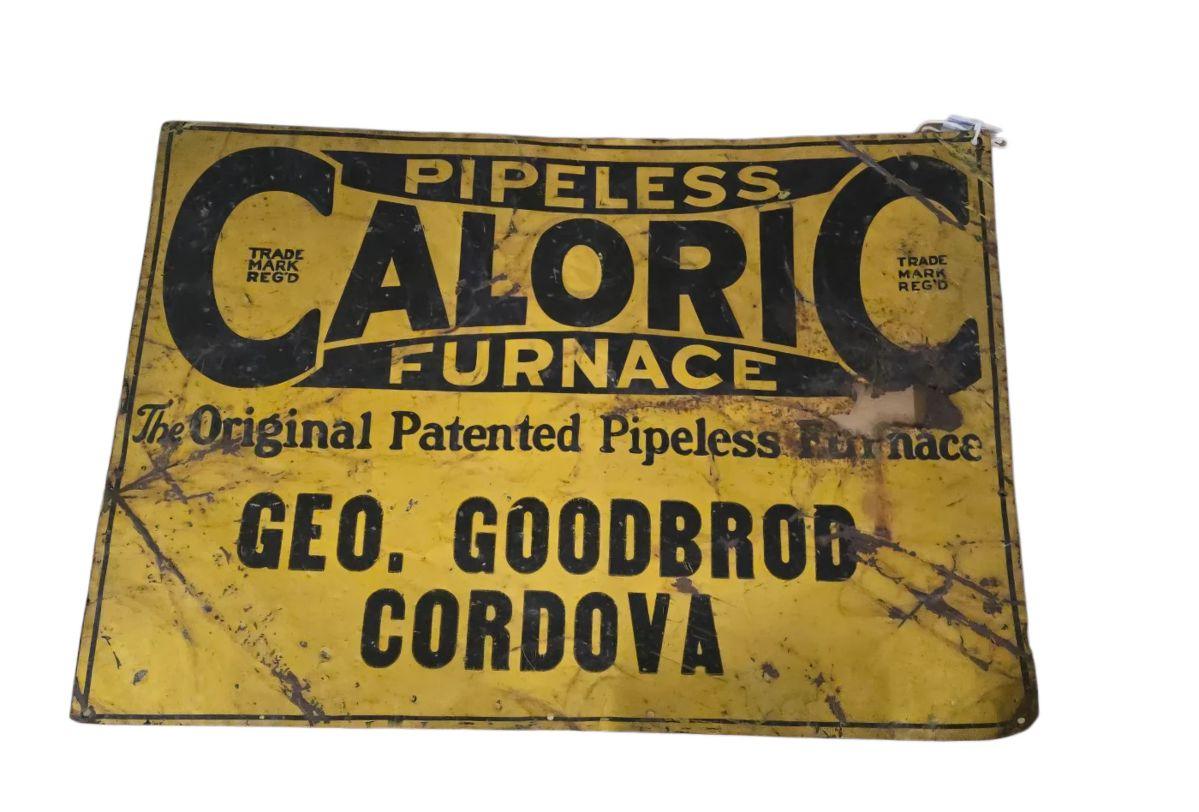 PIPELESS
CALORIC
TRADE
MARK
REG'D
TRADE
MARK
REG'D
FURNACE
The Original Patented Pipeless Furnace
GEO. GOODBROD
CORDOVA